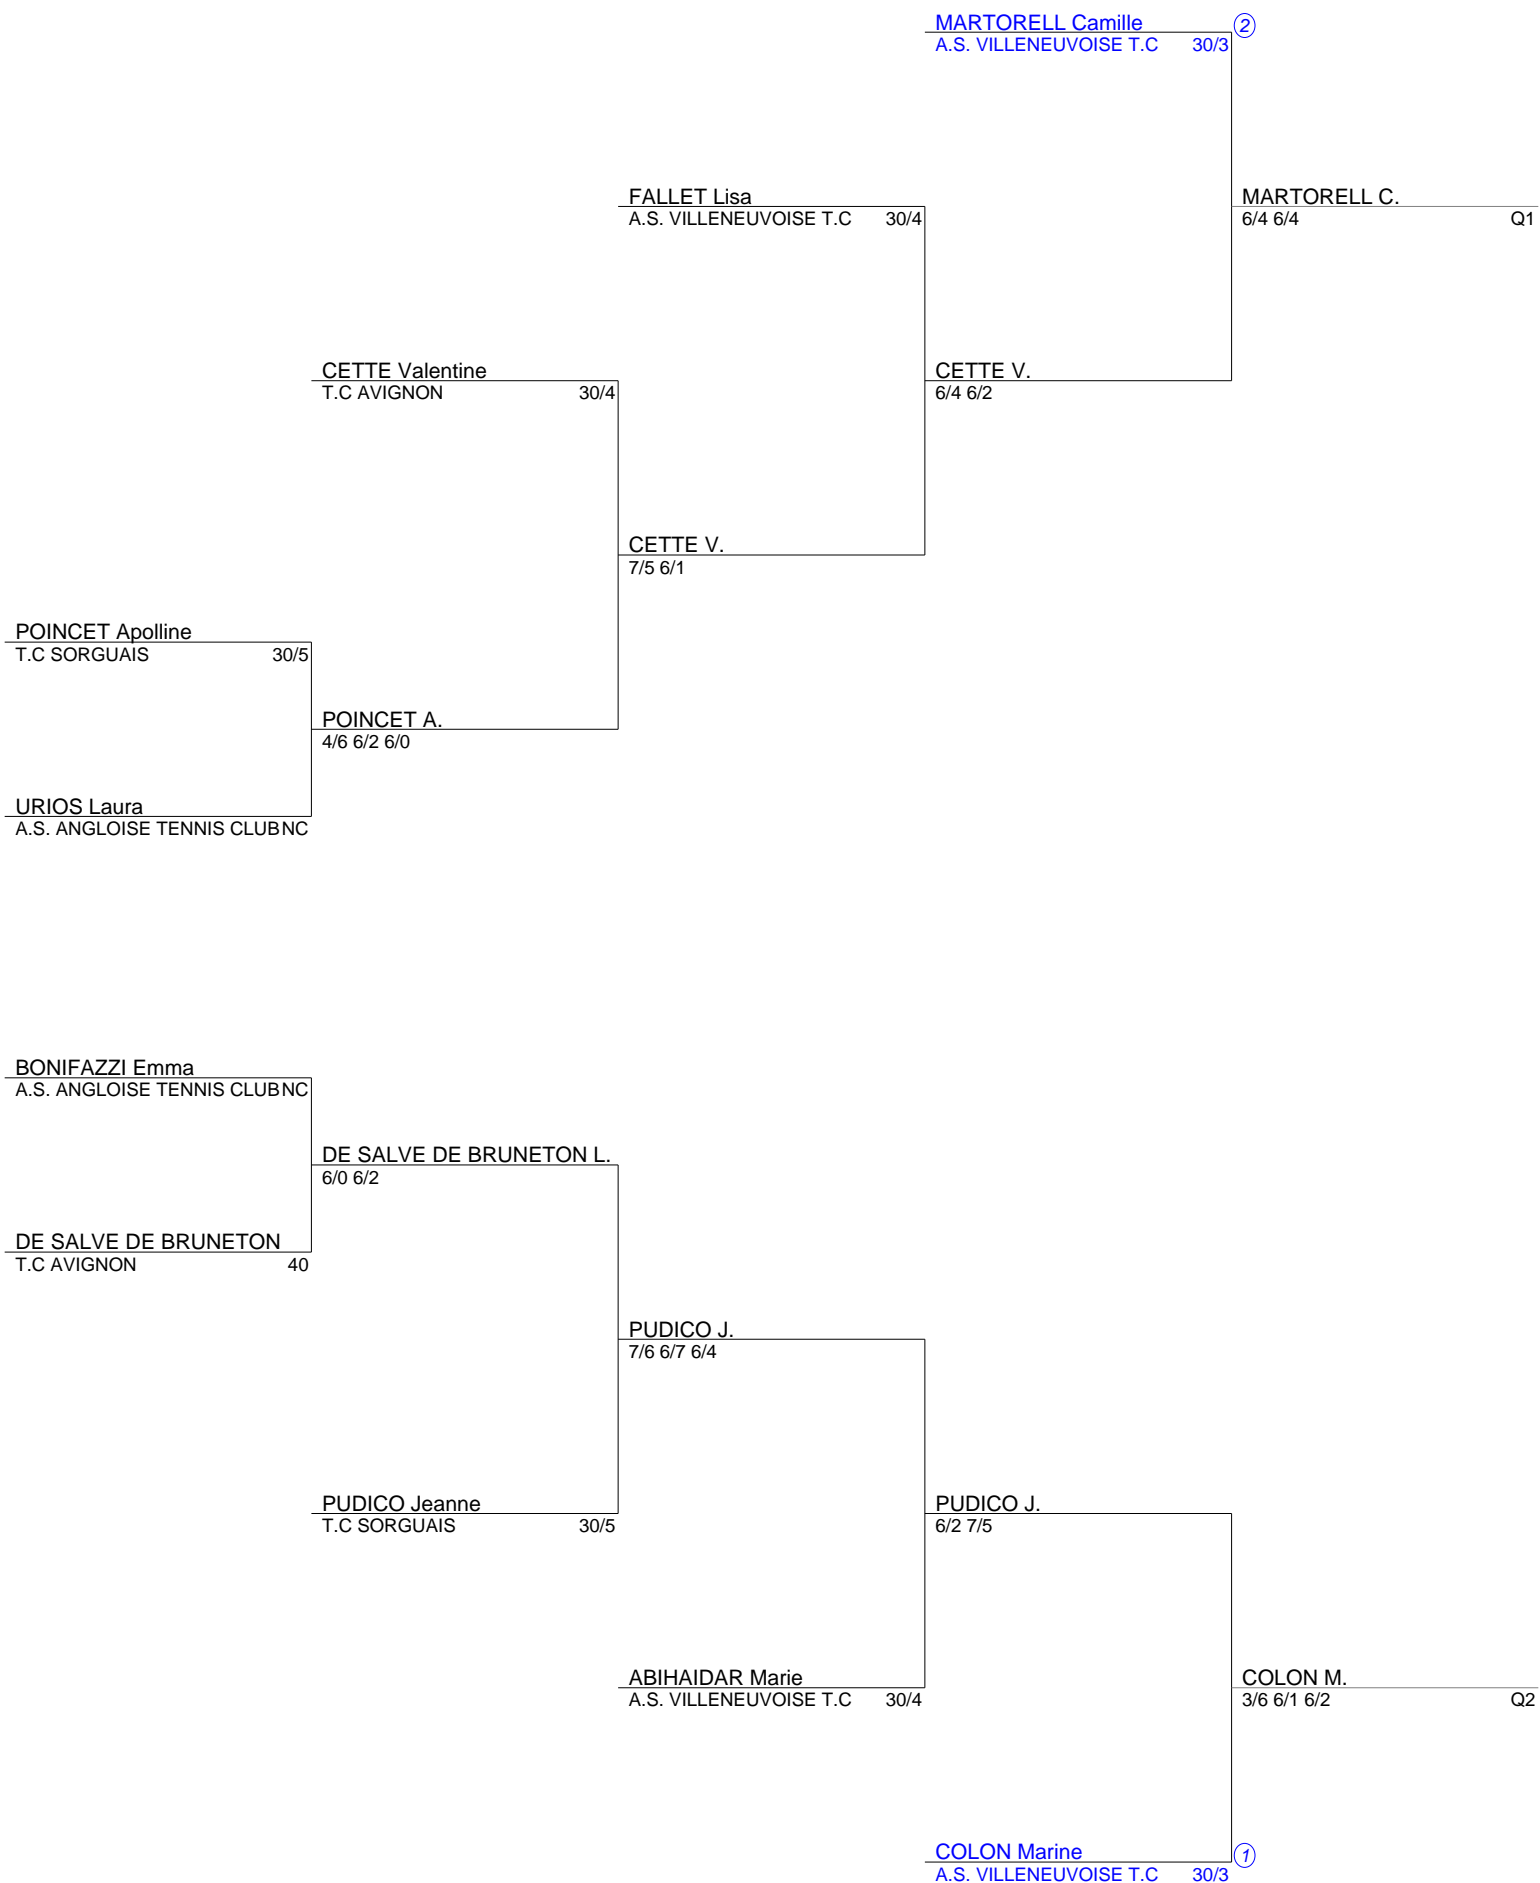 MARTORELL Camille
2
A.S. VILLENEUVOISE T.C 30/3
FALLET Lisa
A.S. VILLENEUVOISE T.C 30/4
MARTORELL C.
6/4 6/4 Q1
CETTE Valentine
T.C AVIGNON 30/4
CETTE V.
6/4 6/2
CETTE V.
7/5 6/1
POINCET Apolline
T.C SORGUAIS 30/5
POINCET A.
4/6 6/2 6/0
URIOS Laura
A.S. ANGLOISE TENNIS CLUB NC
BONIFAZZI Emma
A.S. ANGLOISE TENNIS CLUB NC
DE SALVE DE BRUNETON L.
6/0 6/2
DE SALVE DE BRUNETON
T.C AVIGNON 40
PUDICO J.
7/6 6/7 6/4
PUDICO Jeanne
T.C SORGUAIS 30/5
PUDICO J.
6/2 7/5
ABIHAIDAR Marie
A.S. VILLENEUVOISE T.C 30/4
COLON M.
3/6 6/1 6/2 Q2
COLON Marine
1
A.S. VILLENEUVOISE T.C 30/3